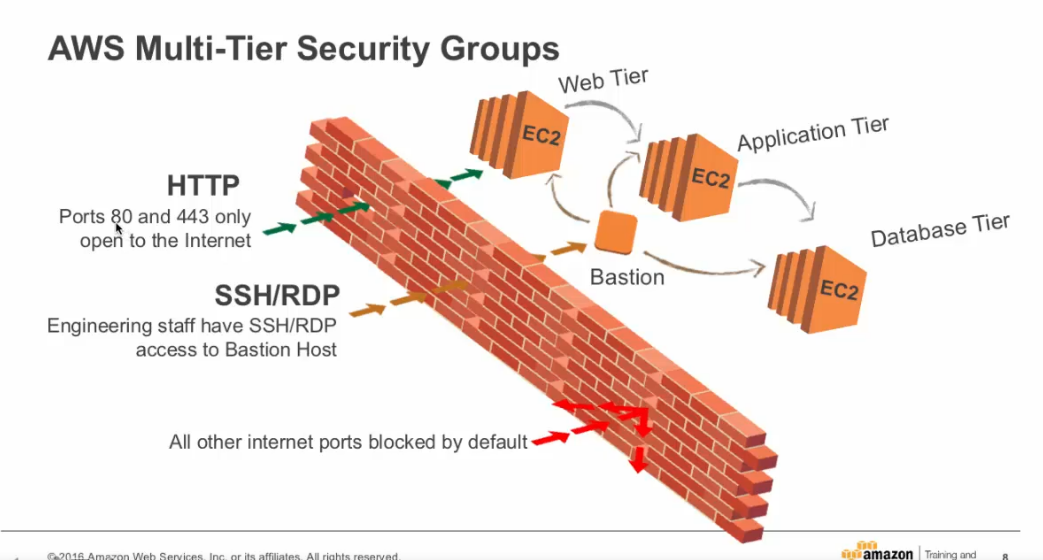 AWS Multi-Tier Security Groups
Web Tier
EC2
Application Tier
EC2
HTTP
Ports 80 and 443 only
open to the Internet
Database Tier
EC2
Bastion
SSH/RDP
Engineering staff have SSH/RDP
access to Bastion Host
All other internet ports blocked by default
©2016 Amazon Web Services, Inc. or its affiliates. All rights reserved.
amazon
Training and
8